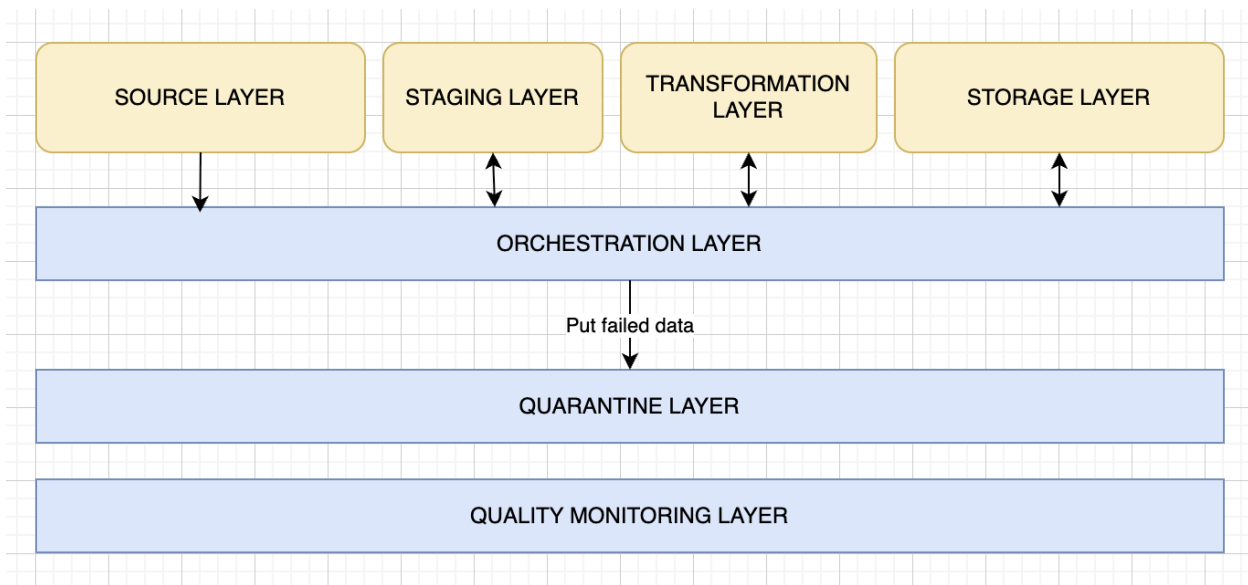 SOURCE LAYER
STAGING LAYER
TRANSFORMATION
LAYER
STORAGE LAYER
ORCHESTRATION LAYER
Put failed data
QUARANTINE LAYER
QUALITY MONITORING LAYER